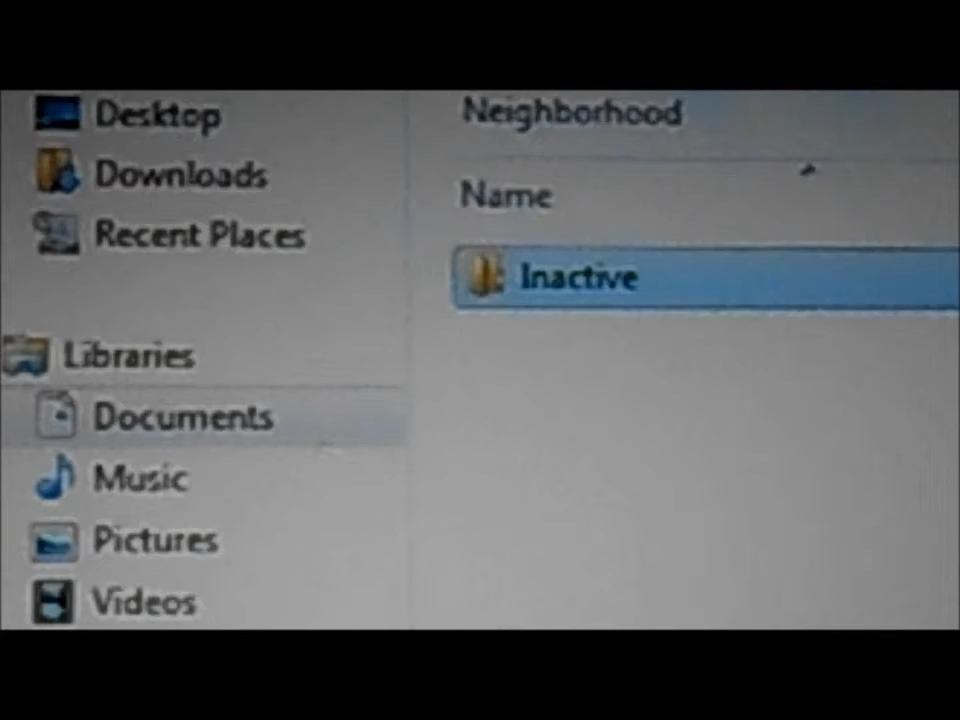 Desktop
Downloads
Recent Places
Libraries
Documents
Music
Pictures
Videos
Neighborhood
Name
Inactive